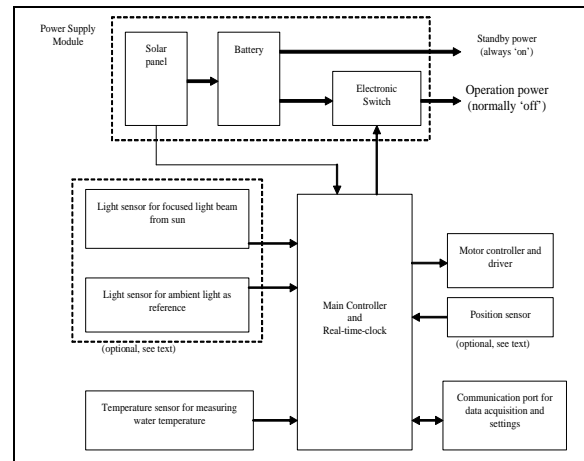 Power Supply
Module
Solar
panel
Battery
Standby power
(always ‘on’)
Electronic
Switch
Operation power
(normally ‘off’)
Light sensor for focused light beam
from sun
Light sensor for ambient light as
reference
(optional, see text)
Temperature sensor for measuring
water temperature
Main Controller
and
Real-time-clock
Motor controller and
driver
Position sensor
(optional, see text)
Communication port for
data acquisition and
settings